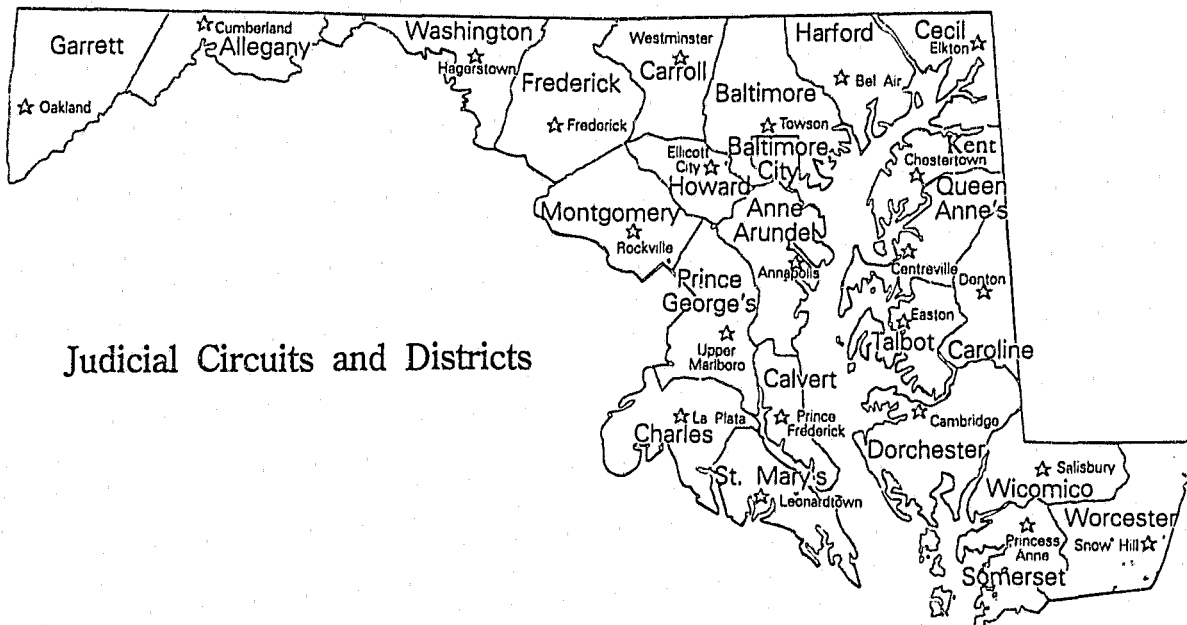 Garrett
Oakland
Cumberland
Allegany
Washington
Hagerstown
Frederick
Frederick
Westminster
Carroll
Baltimore
Towson
Harford
Bel Air
Cecil
Elkton
Baltimore
City
Ellicott
City
Howard
Kent
Chestertown
Queen
Anne's
Centreville
Montgomery
Rockville
Anne
Arundel
Annapolis
Prince
George's
Upper
Marlboro
Denton
Easton
Talbot
Caroline
Judicial Circuits and Districts
Calvert
Prince
Frederick
La Plata
Charles
Cambridge
Dorchester
St. Mary's
Leonardtown
Salisbury
Wicomico
Worcester
Snow Hill
Princess
Anne
Somerset